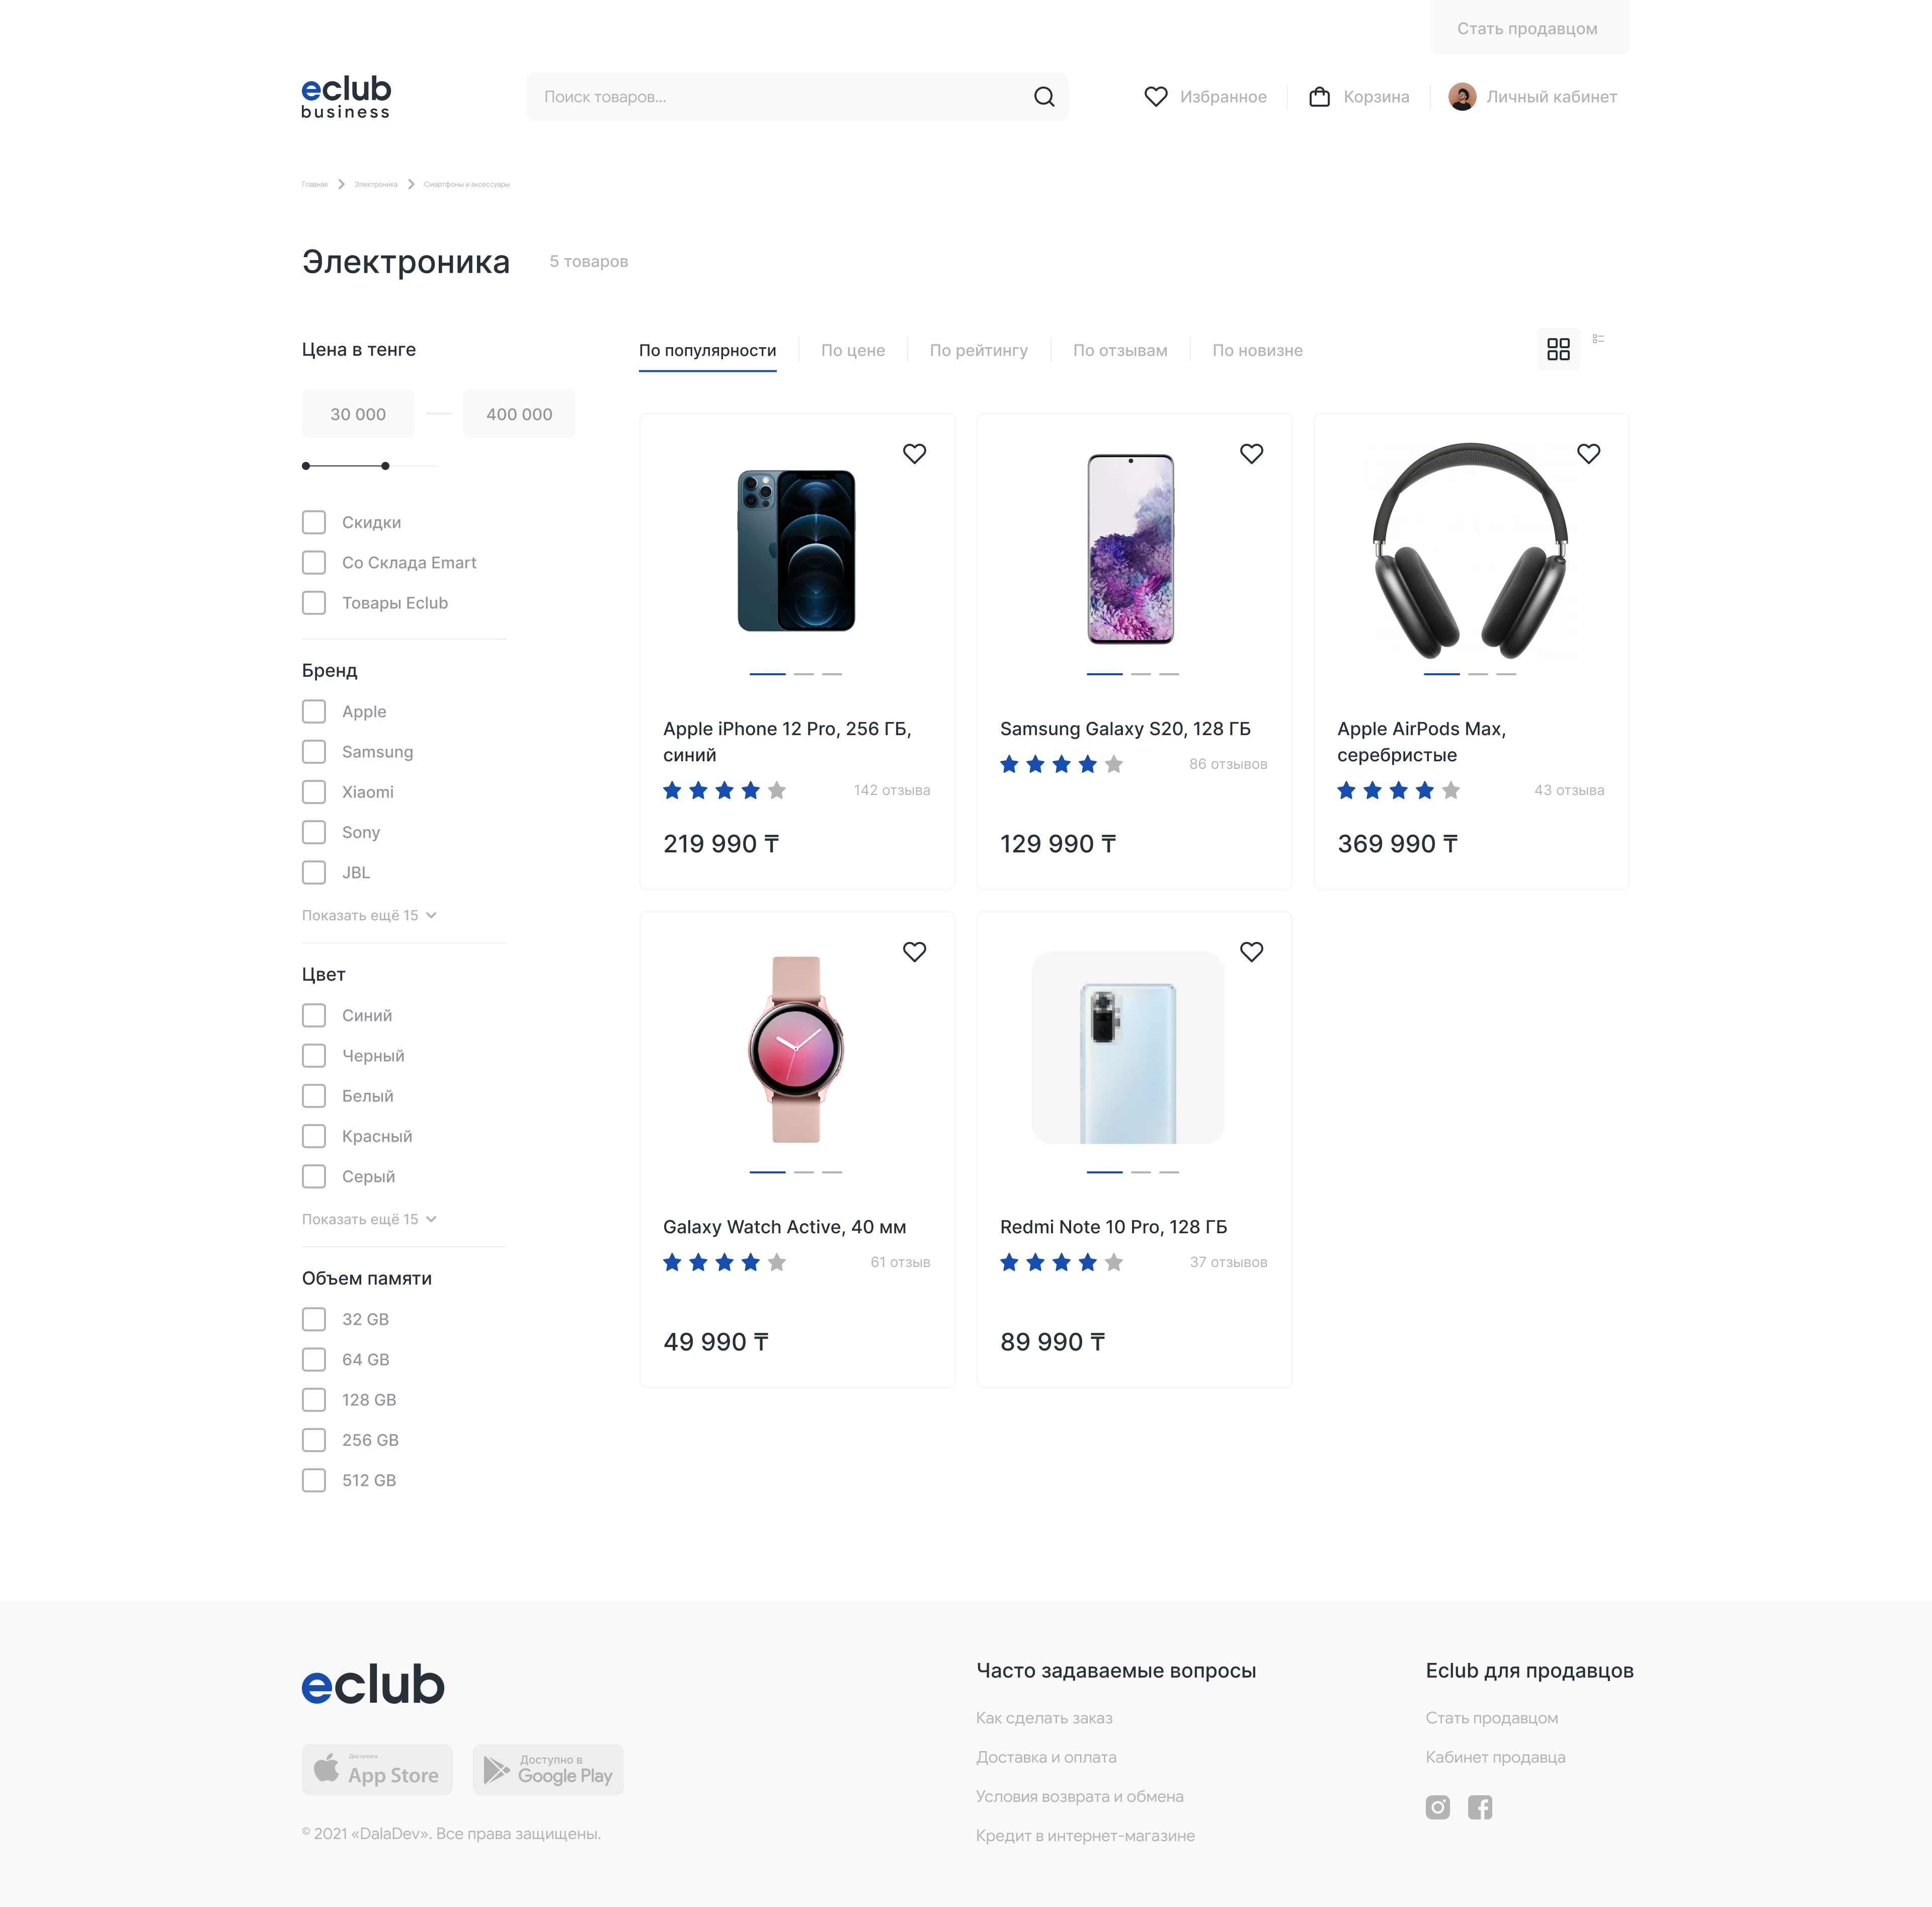 Стать продавцом
eclub
business
Поиск товаров...
Избранное
Корзина
Личный кабинет
Главная
Электроника
Смартфоны и аксессуары
Электроника
5 товаров
Цена в тенге
30 000
400 000
Скидки
Со Склада Emart
Товары Eclub
Бренд
Apple
Samsung
Xiaomi
Sony
JBL
Показать ещё 15
Цвет
Синий
Черный
Белый
Красный
Серый
Показать ещё 15
Объем памяти
32 GB
64 GB
128 GB
256 GB
512 GB
По популярности
По цене
По рейтингу
По отзывам
По новизне
Apple iPhone 12 Pro, 256 ГБ,
синий
142 отзыва
219 990 ₸
Samsung Galaxy S20, 128 ГБ
86 отзывов
129 990 ₸
Apple AirPods Max,
серебристые
43 отзыва
369 990 ₸
Galaxy Watch Active, 40 мм
61 отзыв
49 990 ₸
Redmi Note 10 Pro, 128 ГБ
37 отзывов
89 990 ₸
eclub
Доступно в
App Store
Доступно в
Google Play
© 2021 «DalaDev». Все права защищены.
Часто задаваемые вопросы
Как сделать заказ
Доставка и оплата
Условия возврата и обмена
Кредит в интернет-магазине
Eclub для продавцов
Стать продавцом
Кабинет продавца